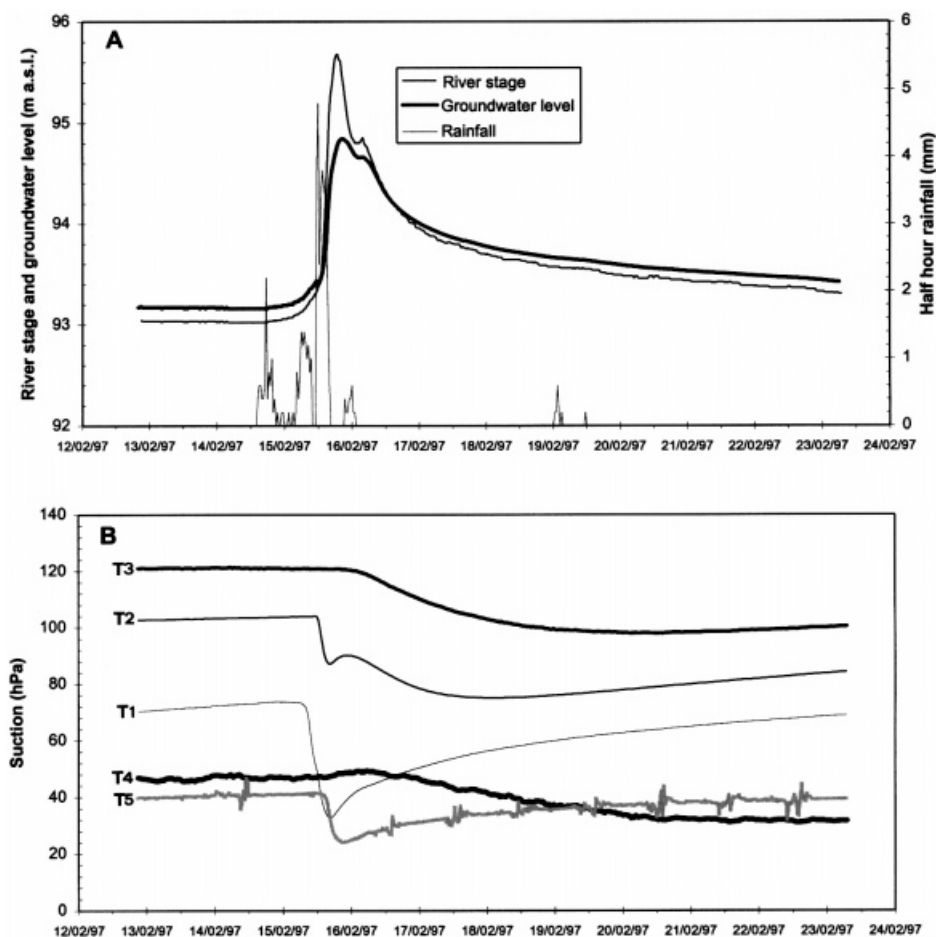 A
River stage and groundwater level (m a.s.l.)
96
95
94
93
92
River stage
Groundwater level
Rainfall
6
5
4
3
2
1
0
Half hour rainfall (mm)
12/02/97 13/02/97 14/02/97 15/02/97 16/02/97 17/02/97 18/02/97 19/02/97 20/02/97 21/02/97 22/02/97 23/02/97 24/02/97
B
Suction (hPa)
140
120
100
80
60
40
20
0
T3
T2
T1
T4
T5
12/02/97 13/02/97 14/02/97 15/02/97 16/02/97 17/02/97 18/02/97 19/02/97 20/02/97 21/02/97 22/02/97 23/02/97 24/02/97